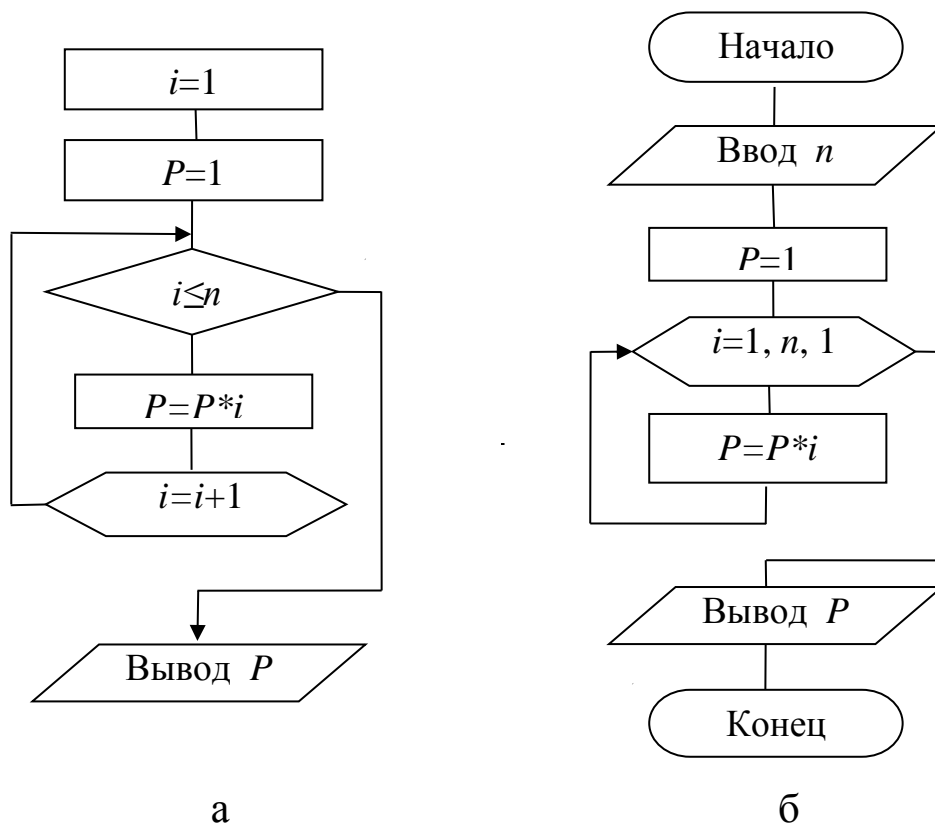 i=1
P=1
i≤n
P=P*i
i=i+1
Вывод P
а
Начало
Ввод n
P=1
i=1, n, 1
P=P*i
Вывод P
Конец
б